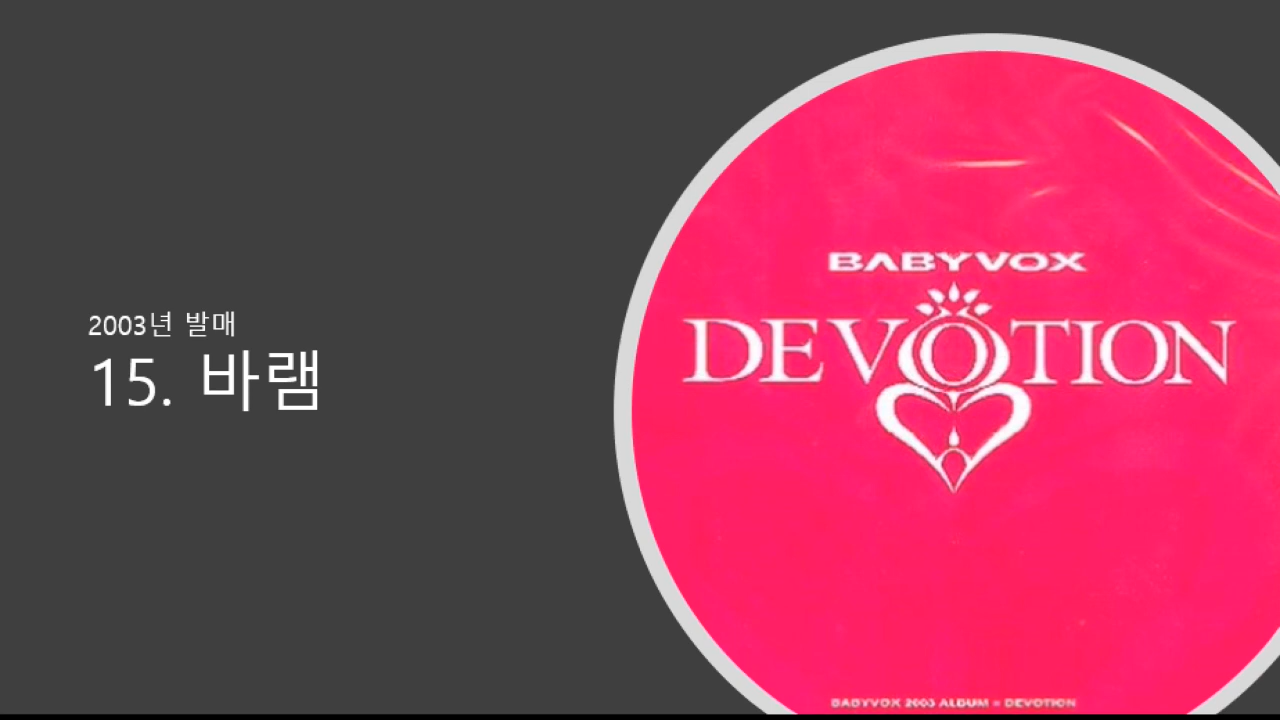 2003년 발매
15. 바램
BABYVOX
DEVOTION
BABYVOX 2003 ALBUM = DEVOTION